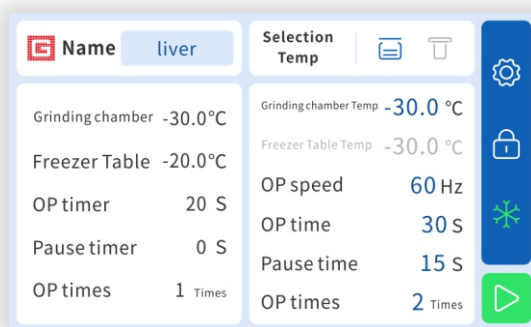 Name liver
Selection
Temp
Grinding chamber -30.0°C
Freezer Table -20.0°C
OP timer 20 S
Pause timer 0 S
OP times 1 Times
Grinding chamber Temp -30.0 °C
Freezer Table Temp -30.0 °C
OP speed 60 Hz
OP time 30 S
Pause time 15 S
OP times 2 Times